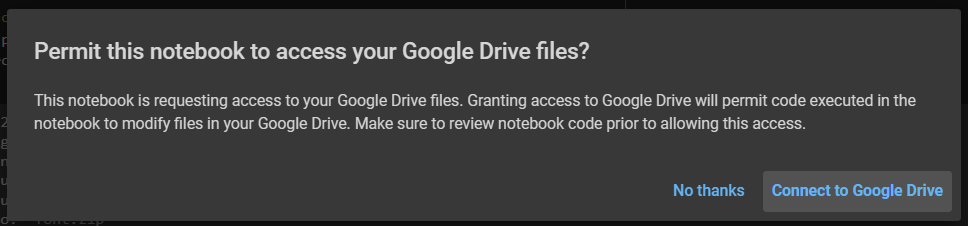 Permit this notebook to access your Google Drive files?
This notebook is requesting access to your Google Drive files. Granting access to Google Drive will permit code executed in the
notebook to modify files in your Google Drive. Make sure to review notebook code prior to allowing this access.
No thanks
Connect to Google Drive